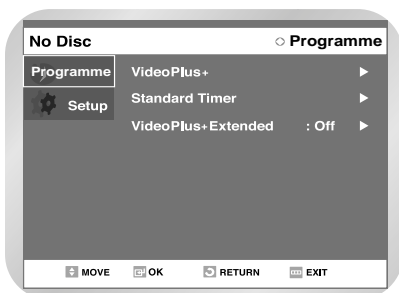 No Disc Programme
Programme VideoPlus+ ►
Setup Standard Timer ►
VideoPlus+Extended : Off ►
MOVE OK RETURN EXIT